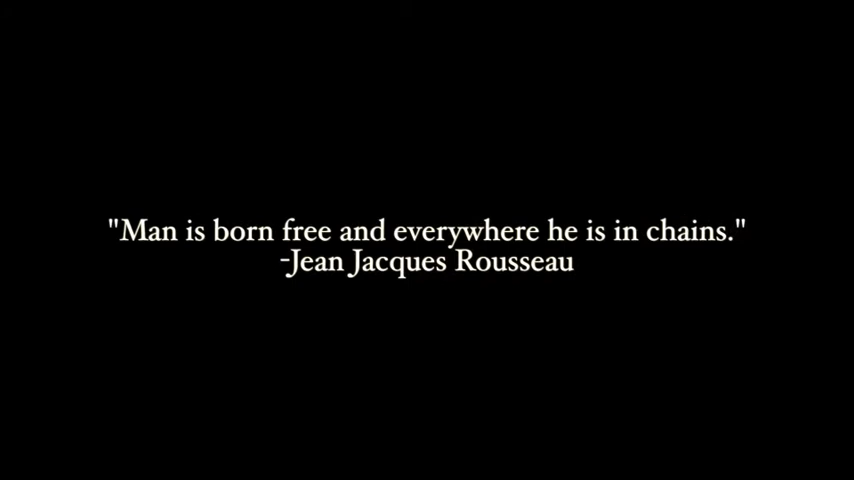 "Man is born free and everywhere he is in chains."
-Jean Jacques Rousseau